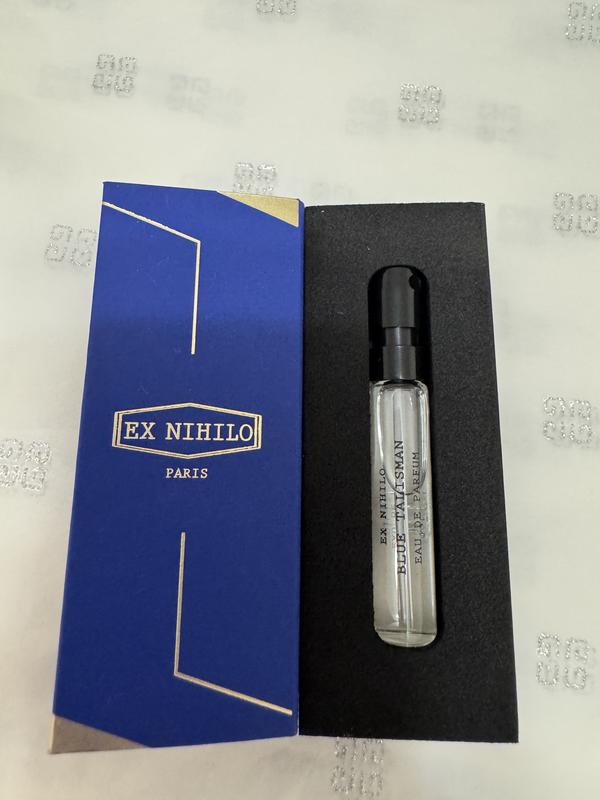 EX NIHILO
PARIS
EX NIHILO
BLUE TALISMAN
EAU DE PARFUM